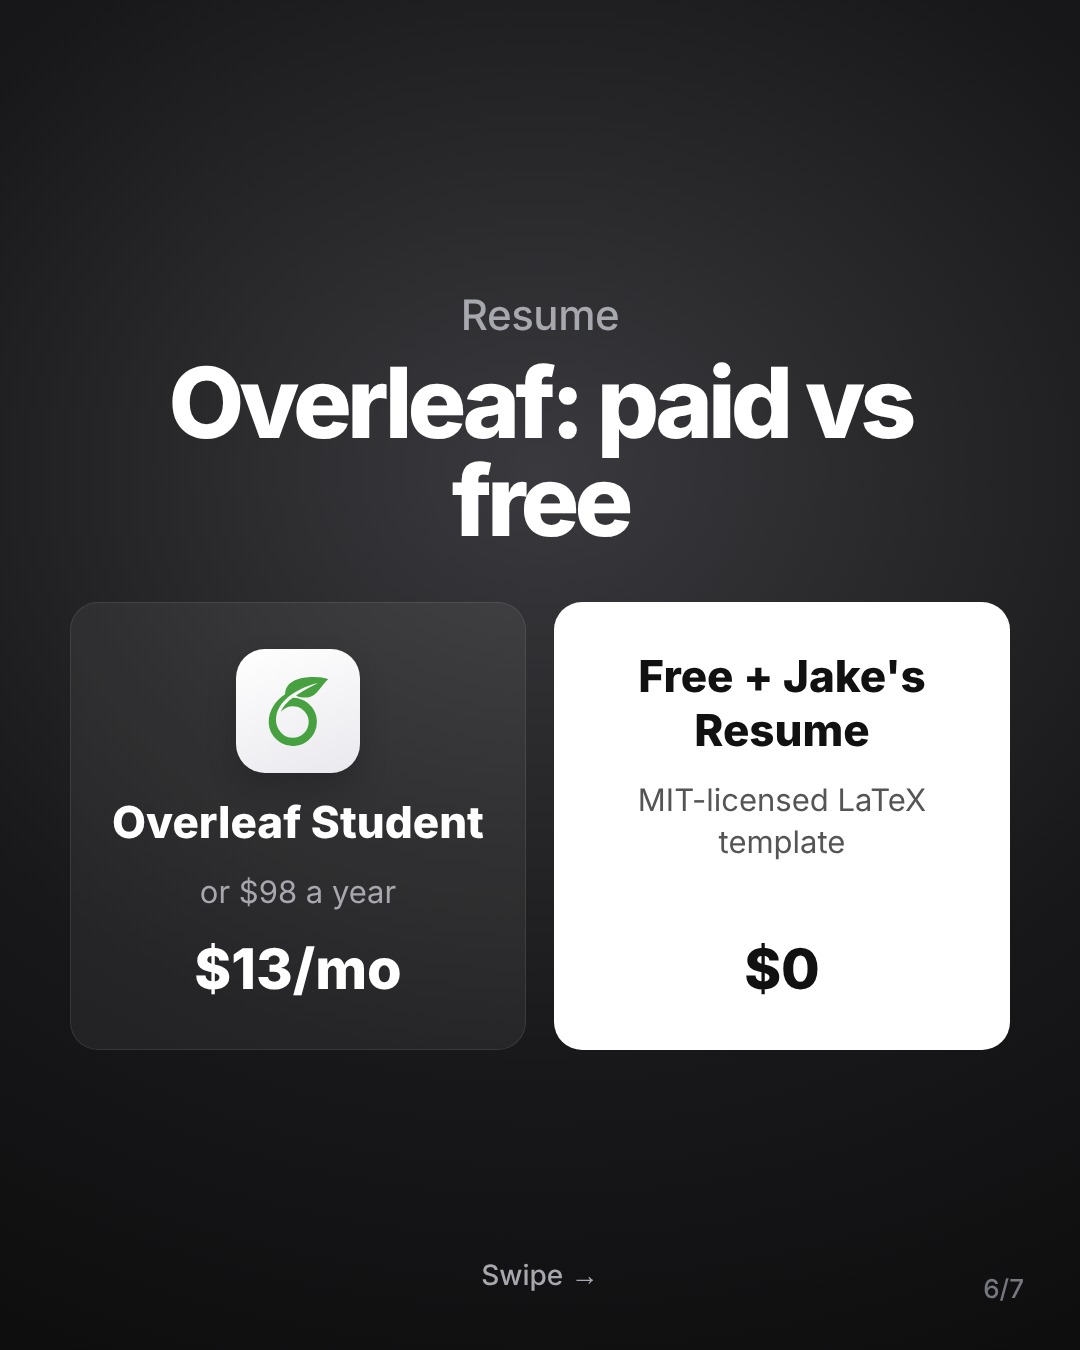 Resume
Overleaf: paid vs
free
Overleaf Student
or $98 a year
$13/mo
Free + Jake's
Resume
MIT-licensed LaTeX
template
$0
Swipe →
6/7